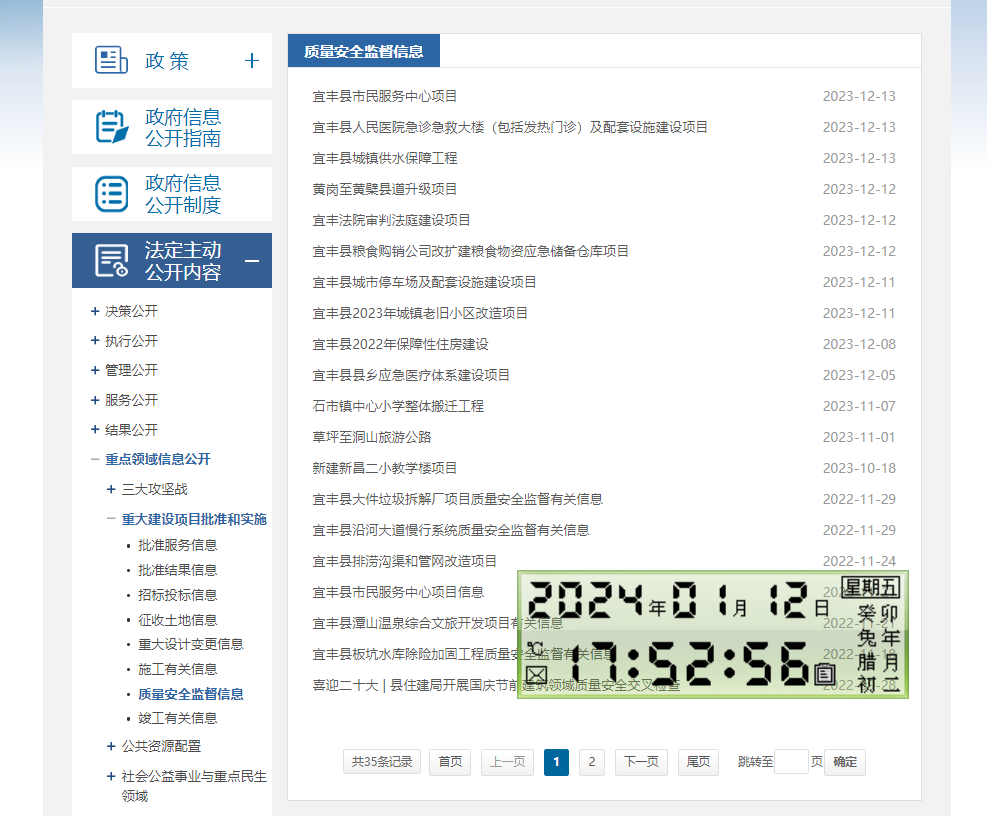 政 策
政府信息
公开指南
政府信息
公开制度
法定主动
公开内容
决策公开
执行公开
管理公开
服务公开
结果公开
重点领域信息公开
三大攻坚战
重大建设项目批准和实施
批准服务信息
批准结果信息
招标投标信息
征收土地信息
重大设计变更信息
施工有关信息
质量安全监督信息
竣工有关信息
公共资源配置
社会公益事业与重点民生
领域
质量安全监督信息
宜丰县市民服务中心项目 2023-12-13
宜丰县人民医院急诊急救大楼（包括发热门诊）及配套设施建设项目 2023-12-13
宜丰县城镇供水保障工程 2023-12-13
黄岗至黄檗县道升级项目 2023-12-12
宜丰法院审判法庭建设项目 2023-12-12
宜丰县粮食购销公司改扩建粮食物资应急储备仓库项目 2023-12-12
宜丰县城市停车场及配套设施建设项目 2023-12-11
宜丰县2023年城镇老旧小区改造项目 2023-12-11
宜丰县2022年保障性住房建设 2023-12-08
宜丰县县乡应急医疗体系建设项目 2023-12-05
石市镇中心小学整体搬迁工程 2023-11-07
草坪至洞山旅游公路 2023-11-01
新建新昌二小教学楼项目 2023-10-18
宜丰县大件垃圾拆解厂项目质量安全监督有关信息 2022-11-29
宜丰县沿河大道慢行系统质量安全监督有关信息 2022-11-29
宜丰县排涝沟渠和管网改造项目 2022-11-24
宜丰县市民服务中心项目信息
宜丰县潭山温泉综合文旅开发项目有关信息 2022-11-21
宜丰县板坑水库除险加固工程质量安全监督有关信息 2022-11-18
喜迎二十大 | 县住建局开展国庆节前建筑领域质量安全交叉检查
2024年01月12日 星期五
癸卯
兔年
℃ 17:52:56
腊月
初二
共35条记录 首页 上一页 1 2 下一页 尾页 跳转至 页 确定